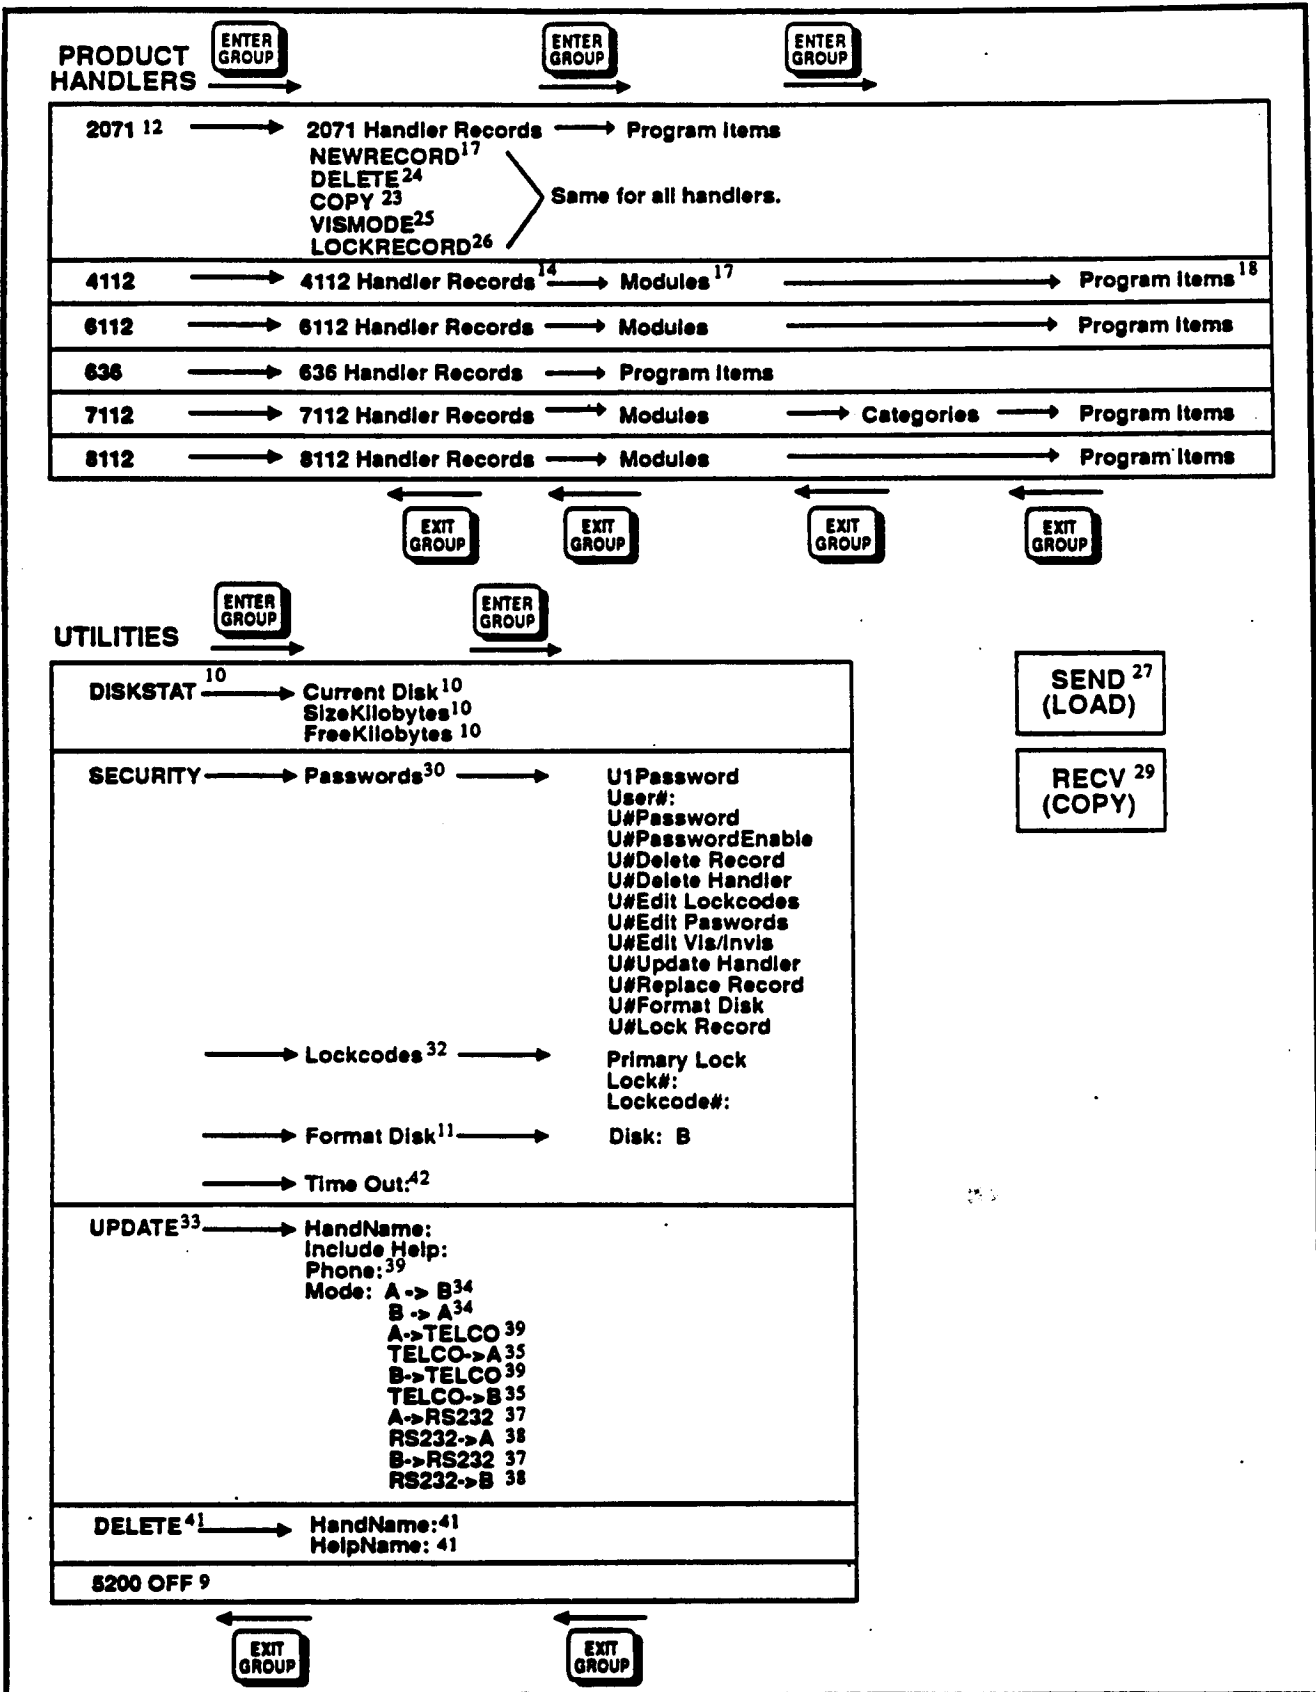 ENTER GROUP ENTER GROUP ENTER GROUP
PRODUCT
HANDLERS
2071 12 2071 Handler Records Program Items
NEWRECORD17
DELETE24
COPY 23
Same for all handlers.
VISMODE25
LOCKRECORD26
4112 4112 Handler Records14 Modules17 Program Items18
6112 6112 Handler Records Modules Program Items
636 636 Handler Records Program Items
7112 7112 Handler Records Modules Categories Program Items
8112 8112 Handler Records Modules Program Items
EXIT GROUP EXIT GROUP EXIT GROUP EXIT GROUP
ENTER GROUP ENTER GROUP
UTILITIES
DISKSTAT10 Current Disk10
SizeKilobytes10
FreeKilobytes 10
SEND 27
(LOAD)
RECV 29
(COPY)
SECURITY Passwords30 U1Password
User#:
U#Password
U#PasswordEnable
U#Delete Record
U#Delete Handler
U#Edit Lockcodes
U#Edit Paswords
U#Edit Vis/Invis
U#Update Handler
U#Replace Record
U#Format Disk
U#Lock Record
Lockcodes 32 Primary Lock
Lock#:
Lockcode#:
Format Disk11 Disk: B
Time Out:42
UPDATE33 HandName:
Include Help:
Phone:39
Mode: A -> B34
B -> A34
A->TELCO 39
TELCO->A35
B->TELCO39
TELCO->B35
A->RS232 37
RS232->A 38
B->RS232 37
RS232->B 38
DELETE41 HandName:41
HelpName: 41
5200 OFF 9
EXIT GROUP EXIT GROUP